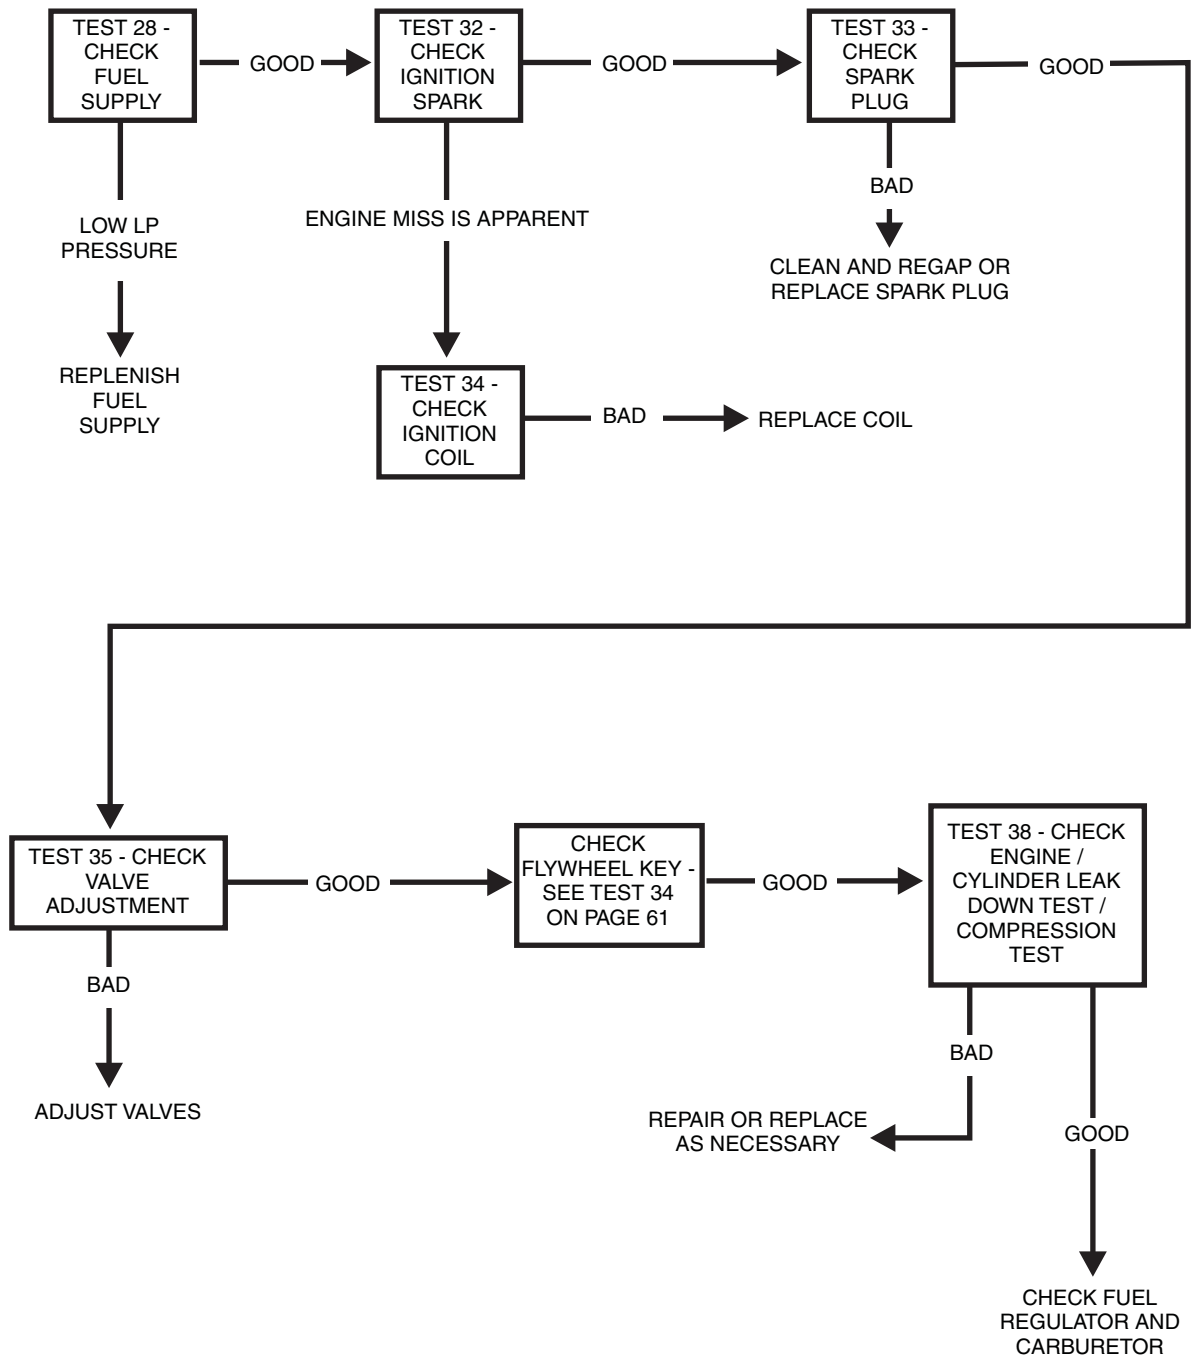 TEST 28 -
CHECK
FUEL
SUPPLY
GOOD
TEST 32 -
CHECK
IGNITION
SPARK
GOOD
TEST 33 -
CHECK
SPARK
PLUG
GOOD
LOW LP
PRESSURE
REPLENISH
FUEL
SUPPLY
ENGINE MISS IS APPARENT
BAD
CLEAN AND REGAP OR
REPLACE SPARK PLUG
TEST 34 -
CHECK
IGNITION
COIL
BAD
REPLACE COIL
TEST 35 - CHECK
VALVE
ADJUSTMENT
GOOD
CHECK
FLYWHEEL KEY -
SEE TEST 34
ON PAGE 61
GOOD
TEST 38 - CHECK
ENGINE /
CYLINDER LEAK
DOWN TEST /
COMPRESSION
TEST
BAD
ADJUST VALVES
BAD
REPAIR OR REPLACE
AS NECESSARY
GOOD
CHECK FUEL
REGULATOR AND
CARBURETOR